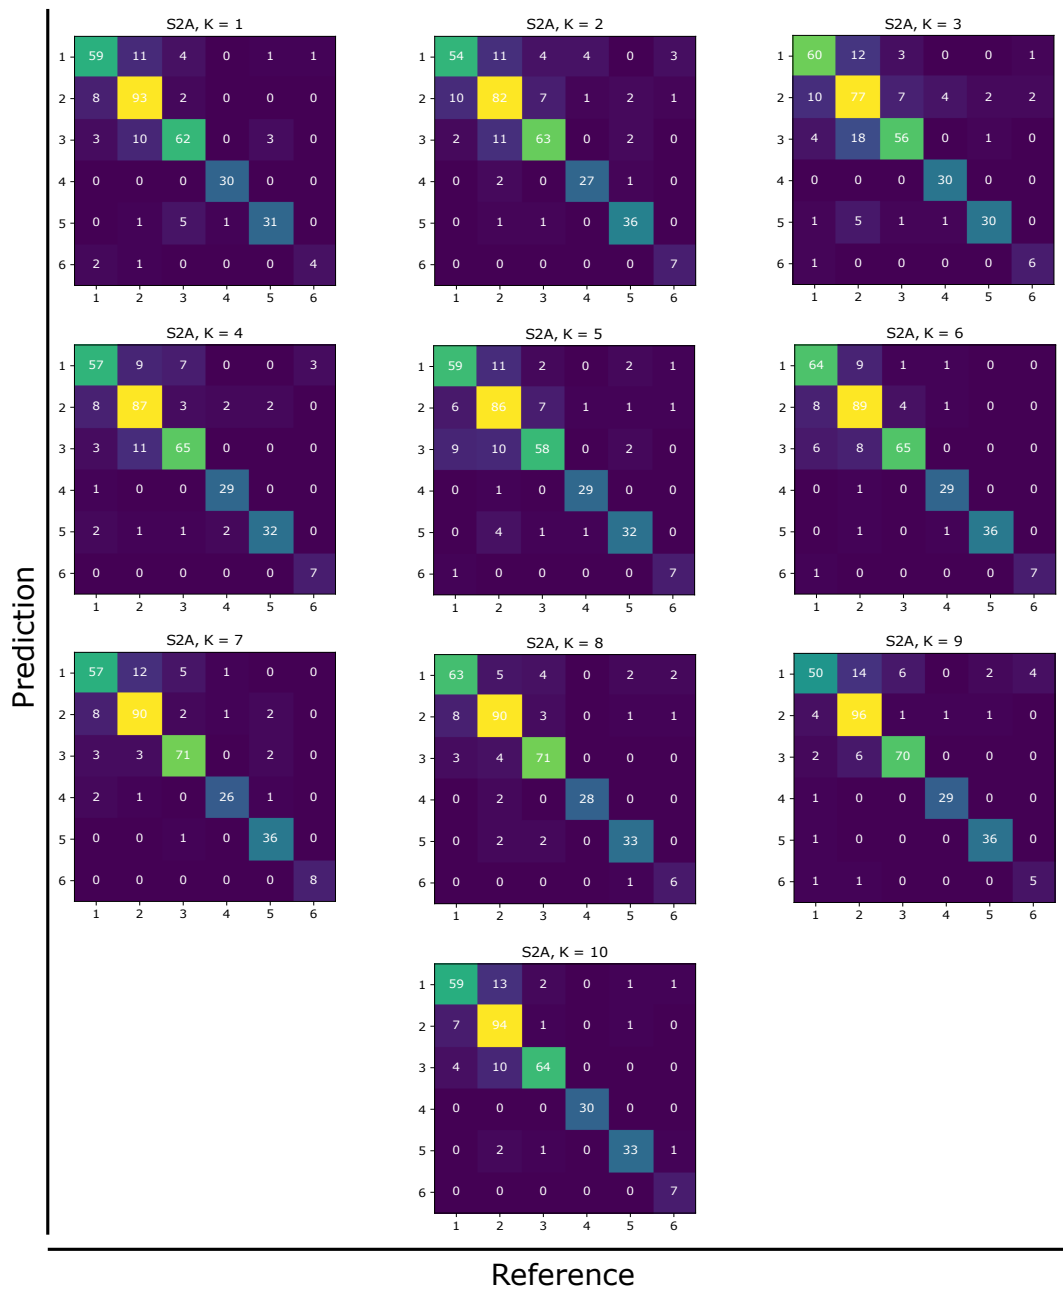 S2A, K = 1
1 59 11 4 0 1 1
2 8 93 2 0 0 0
3 3 10 62 0 3 0
4 0 0 0 30 0 0
5 0 1 5 1 31 0
6 2 1 0 0 0 4
1 2 3 4 5 6
S2A, K = 2
1 54 11 4 4 0 3
2 10 82 7 1 2 1
3 2 11 63 0 2 0
4 0 2 0 27 1 0
5 0 1 1 0 36 0
6 0 0 0 0 0 7
1 2 3 4 5 6
S2A, K = 3
1 60 12 3 0 0 1
2 10 77 7 4 2 2
3 4 18 56 0 1 0
4 0 0 0 30 0 0
5 1 5 1 1 30 0
6 1 0 0 0 0 6
1 2 3 4 5 6
S2A, K = 4
1 57 9 7 0 0 3
2 8 87 3 2 2 0
3 3 11 65 0 0 0
4 1 0 0 29 0 0
5 2 1 1 2 32 0
6 0 0 0 0 0 7
1 2 3 4 5 6
S2A, K = 5
1 59 11 2 0 2 1
2 6 86 7 1 1 1
3 9 10 58 0 2 0
4 0 1 0 29 0 0
5 0 4 1 1 32 0
6 1 0 0 0 0 7
1 2 3 4 5 6
S2A, K = 6
1 64 9 1 1 0 0
2 8 89 4 1 0 0
3 6 8 65 0 0 0
4 0 1 0 29 0 0
5 0 1 0 1 36 0
6 1 0 0 0 0 7
1 2 3 4 5 6
S2A, K = 7
1 57 12 5 1 0 0
2 8 90 2 1 2 0
3 3 3 71 0 2 0
4 2 1 0 26 1 0
5 0 0 1 0 36 0
6 0 0 0 0 0 8
1 2 3 4 5 6
S2A, K = 8
1 63 5 4 0 2 2
2 8 90 3 0 1 1
3 3 4 71 0 0 0
4 0 2 0 28 0 0
5 0 2 2 0 33 0
6 0 0 0 0 1 6
1 2 3 4 5 6
S2A, K = 9
1 50 14 6 0 2 4
2 4 96 1 1 1 0
3 2 6 70 0 0 0
4 1 0 0 29 0 0
5 1 0 0 0 36 0
6 1 1 0 0 0 5
1 2 3 4 5 6
S2A, K = 10
1 59 13 2 0 1 1
2 7 94 1 0 1 0
3 4 10 64 0 0 0
4 0 0 0 30 0 0
5 0 2 1 0 33 1
6 0 0 0 0 0 7
1 2 3 4 5 6
Prediction
Reference